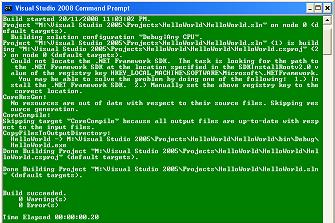 Visual Studio 2008 Command Prompt
Build started 20/1/2008 11:03:02 PM.
Project "M:\Visual Studio 2005\Projects\HelloWorld\HelloWorld.sln" on node 0 (default targets).
  Building solution configuration "Debug|Any CPU".
Project "M:\Visual Studio 2005\Projects\HelloWorld\HelloWorld.sln" (1) is building "M:\Visual Studio 2005\Projects\HelloWorld\HelloWorld\HelloWorld.csproj" (2) on node 0 (default targets).
  Could not locate the .NET Framework SDK.  The task is looking for the path to the .NET Framework SDK at the location specified in the SDKInstallRootv2.0 value of the registry key HKEY_LOCAL_MACHINE\SOFTWARE\Microsoft\.NETFramework.  You may be able to solve the problem by doing one of the following:  1.) Install the .NET Framework SDK.  2.) Manually set the above registry key to the correct location.
CoreResGen:
  No resources are out of date with respect to their source files. Skipping resource generation.
CoreCompile:
Skipping target "CoreCompile" because all output files are up-to-date with respect to the input files.
CopyFilesToOutputDirectory:
  HelloWorld -> M:\Visual Studio 2005\Projects\HelloWorld\HelloWorld\bin\Debug\HelloWorld.exe
Done Building Project "M:\Visual Studio 2005\Projects\HelloWorld\HelloWorld\HelloWorld.csproj" (default targets).
Done Building Project "M:\Visual Studio 2005\Projects\HelloWorld\HelloWorld.sln" (default targets).
Build succeeded.
    0 Warning(s)
    0 Error(s)
Time Elapsed 00:00:00.20